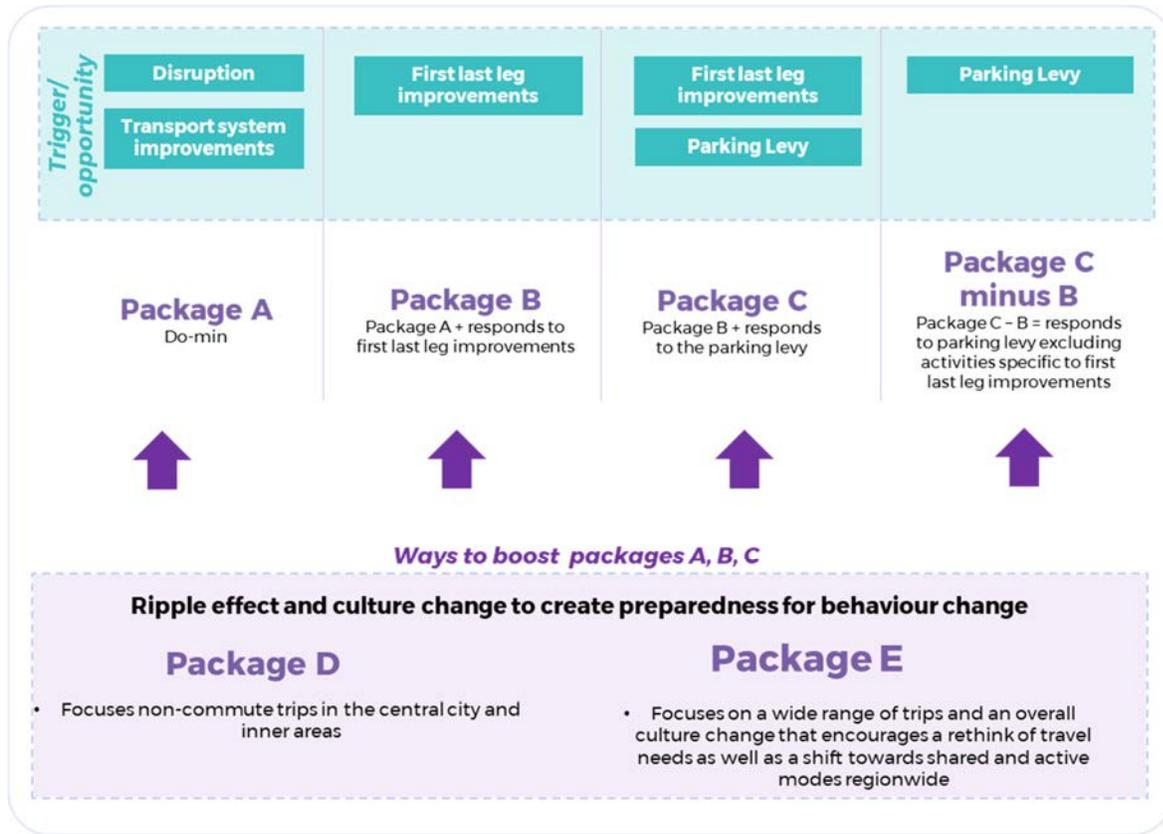 Trigger/
opportunity
Disruption
Transport system
improvements
First last leg
improvements
First last leg
improvements
Parking Levy
Parking Levy
Package A
Do-min
Package B
Package A + responds to
first last leg improvements
Package C
Package B + responds
to the parking levy
Package C
minus B
Package C – B = responds
to parking levy excluding
activities specific to first
last leg improvements
Ways to boost packages A, B, C
Ripple effect and culture change to create preparedness for behaviour change
Package D
• Focuses non-commute trips in the central city and
inner areas
Package E
• Focuses on a wide range of trips and an overall
culture change that encourages a rethink of travel
needs as well as a shift towards shared and active
modes regionwide